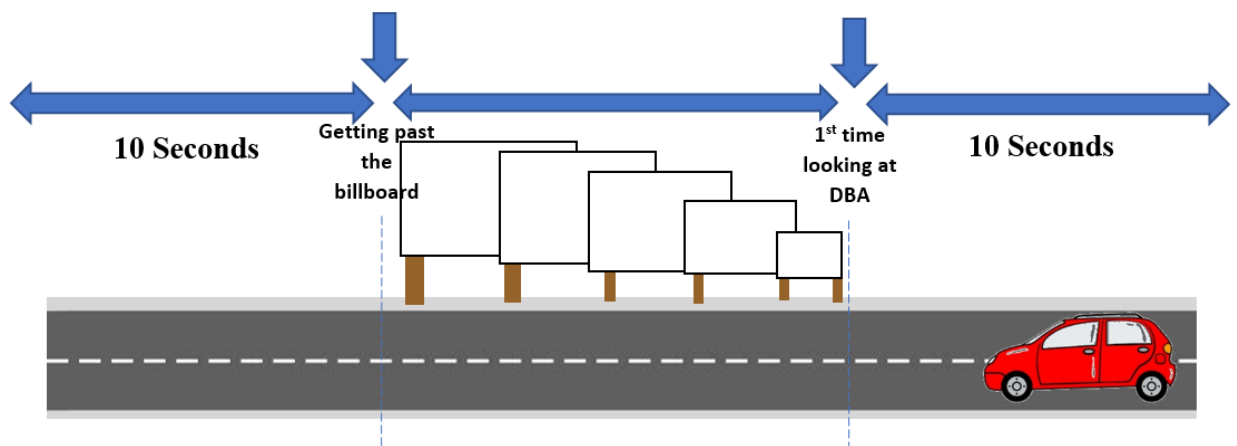 10 Seconds
Getting past
the
billboard
1st time
looking at
DBA
10 Seconds